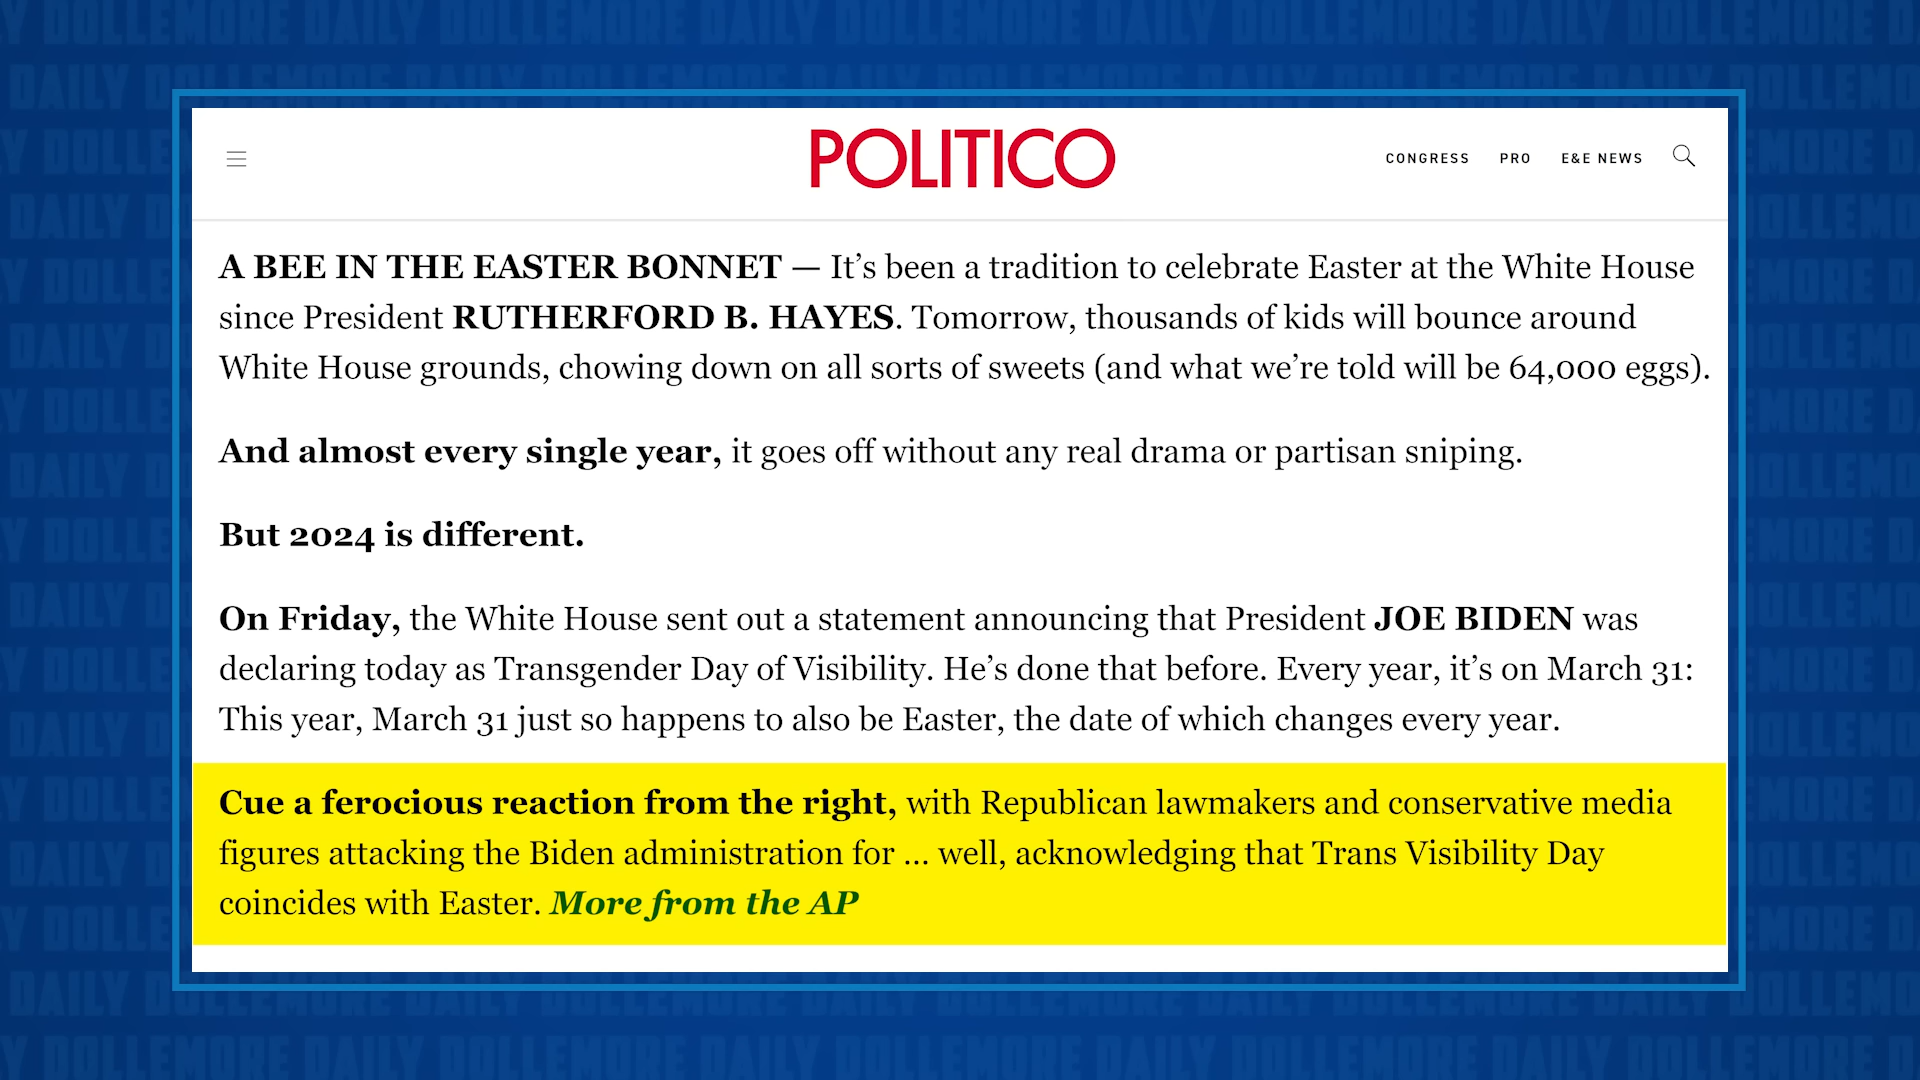 POLITICO
CONGRESS PRO E&E NEWS
A BEE IN THE EASTER BONNET — It’s been a tradition to celebrate Easter at the White House
since President RUTHERFORD B. HAYES. Tomorrow, thousands of kids will bounce around
White House grounds, chowing down on all sorts of sweets (and what we’re told will be 64,000 eggs).
And almost every single year, it goes off without any real drama or partisan sniping.
But 2024 is different.
On Friday, the White House sent out a statement announcing that President JOE BIDEN was
declaring today as Transgender Day of Visibility. He’s done that before. Every year, it’s on March 31:
This year, March 31 just so happens to also be Easter, the date of which changes every year.
Cue a ferocious reaction from the right, with Republican lawmakers and conservative media
figures attacking the Biden administration for ... well, acknowledging that Trans Visibility Day
coincides with Easter. More from the AP